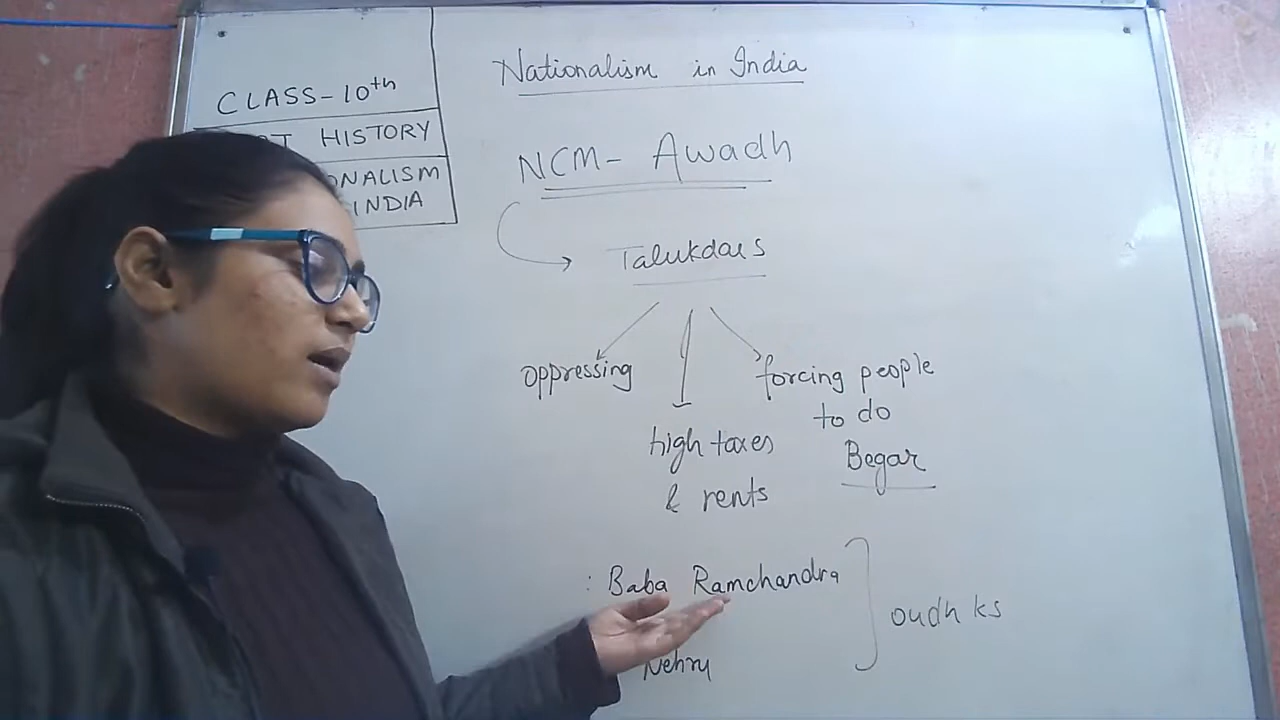 CLASS-10th
HISTORY
INDIA
Nationalism in India
NCM- Awadh
Talukdars
oppressing
high taxes
& rents
forcing people
to do
Begar
: Baba Ramchandra
Nehru
oudh ks